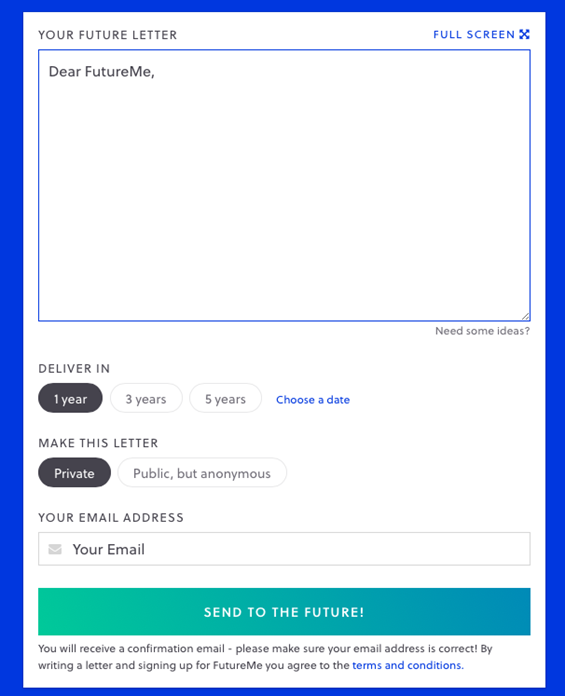 YOUR FUTURE LETTER FULL SCREEN
Dear FutureMe,
Need some ideas?
DELIVER IN
1 year 3 years 5 years Choose a date
MAKE THIS LETTER
Private Public, but anonymous
YOUR EMAIL ADDRESS
Your Email
SEND TO THE FUTURE!
You will receive a confirmation email - please make sure your email address is correct! By
writing a letter and signing up for FutureMe you agree to the terms and conditions.